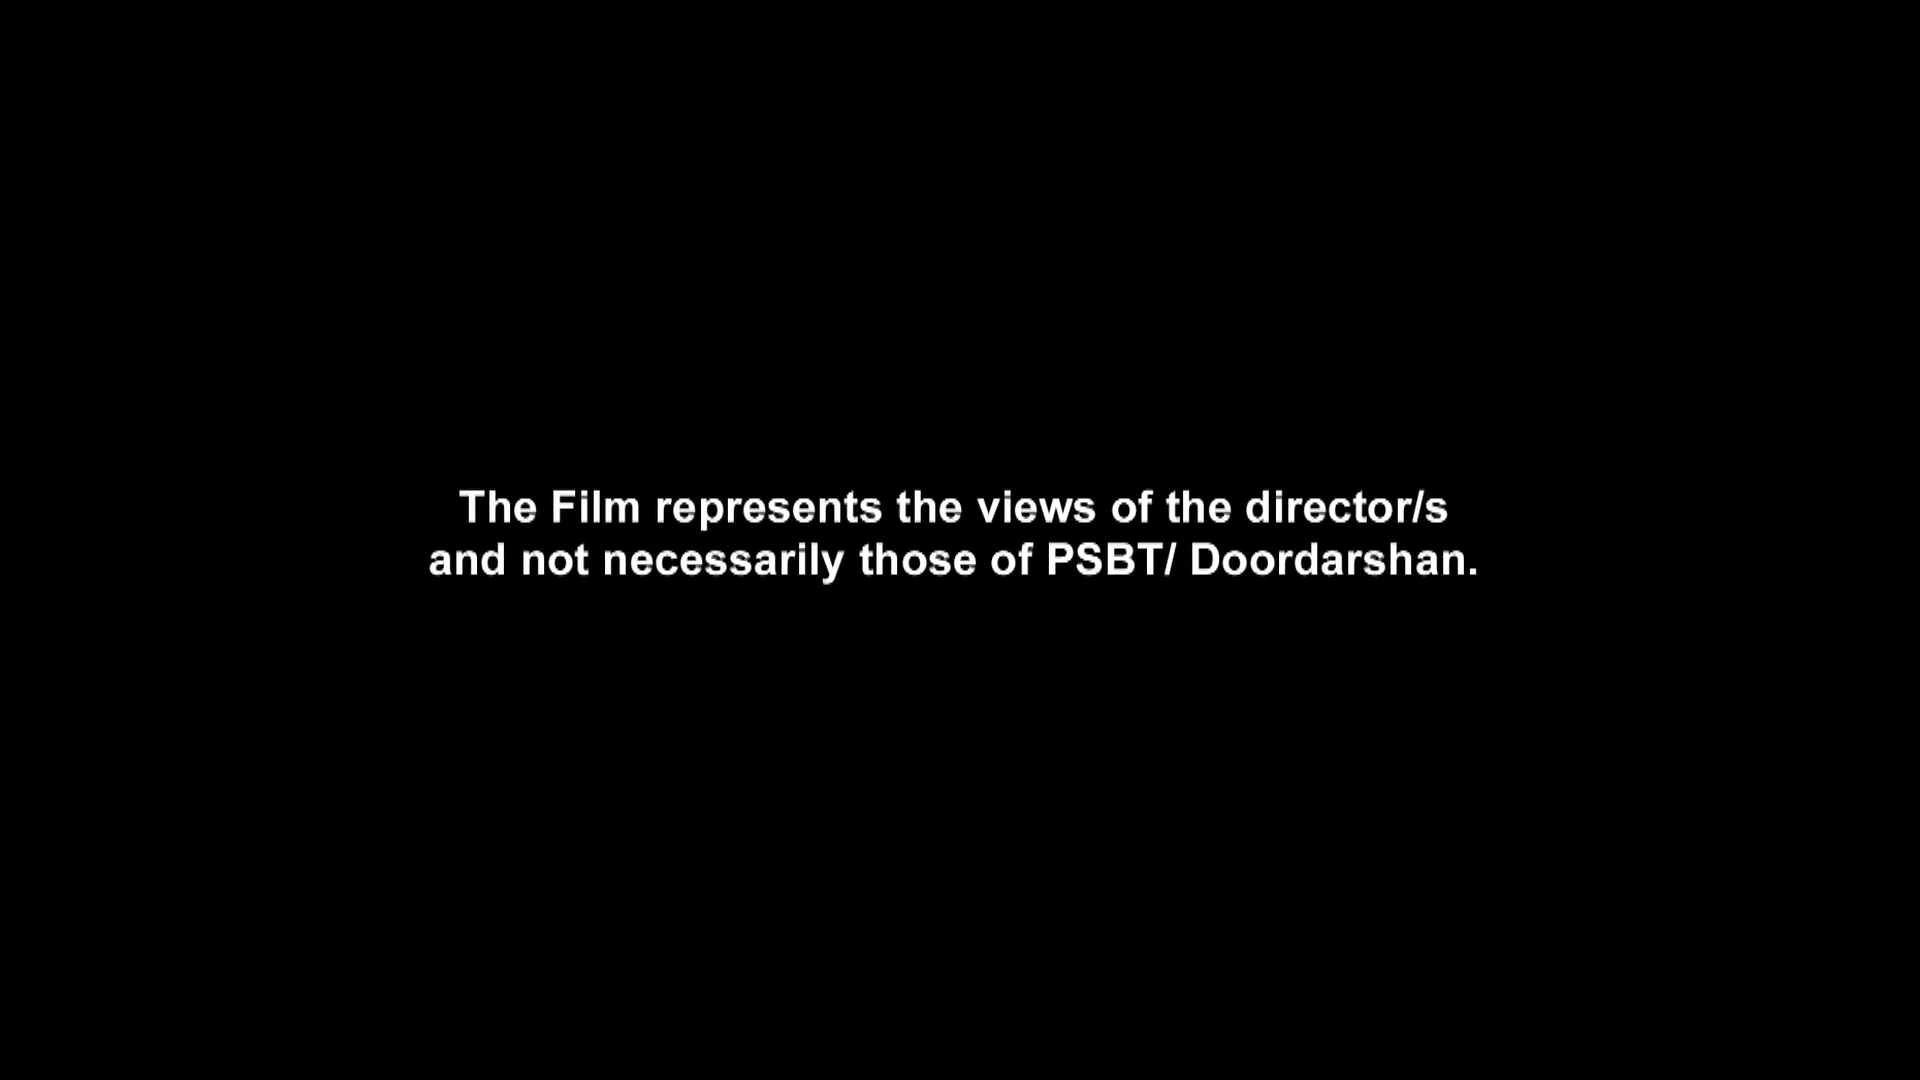 The Film represents the views of the director/s
and not necessarily those of PSBT/ Doordarshan.